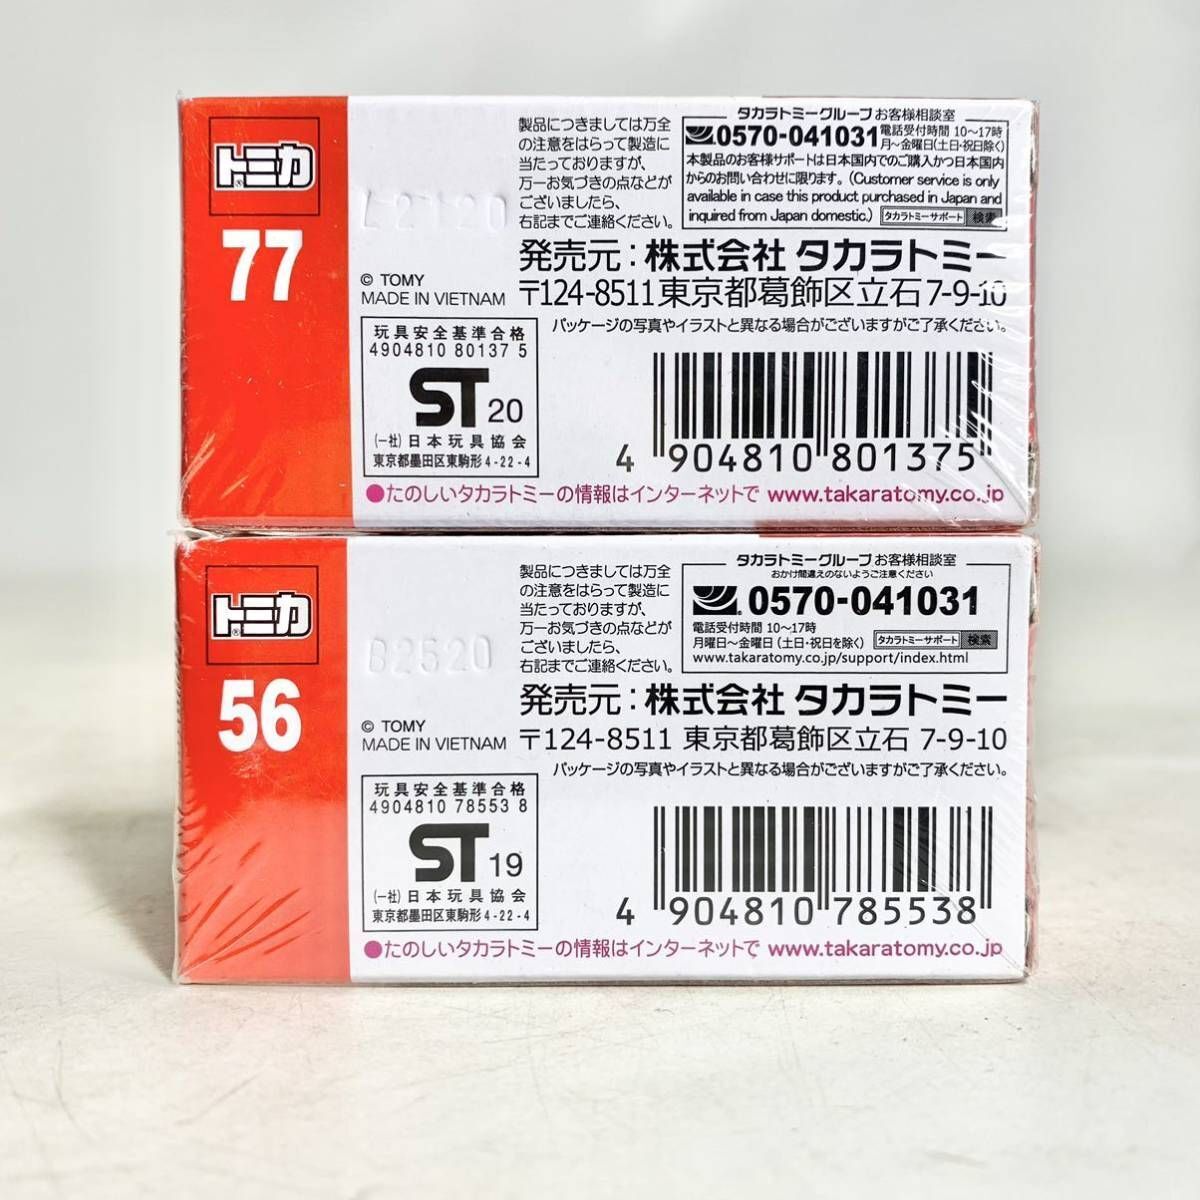 トミカ
®
77
製品につきましては万全
の注意をはらって製造に
当たっておりますが、
万一お気づきの点などが
ございましたら、
右記までご連絡ください。
タカラトミーグループお客様相談室
0570-041031 電話受付時間 10～17時
月～金曜日(土日・祝日除く)
本製品のお客様サポートは日本国内でのご購入かつ日本国内
からのお問い合わせに限ります。(Customer service is only
available in case this product purchased in Japan and
inquired from Japan domestic.) タカラトミーサポート 検索
© TOMY
MADE IN VIETNAM
発売元：株式会社 タカラトミー
〒124-8511 東京都葛飾区立石 7-9-10
パッケージの写真やイラストと異なる場合がございますがご了承ください。
玩具安全基準合格
4904810 80137 5
ST 20
(一社) 日本玩具協会
東京都墨田区東駒形 4-22-4
4 904810 801375
●たのしいタカラトミーの情報はインターネットで www.takaratomy.co.jp
トミカ
®
56
製品につきましては万全
の注意をはらって製造に
当たっておりますが、
万一お気づきの点などが
ございましたら、
右記までご連絡ください。
B2520
タカラトミーグループお客様相談室
おかけ間違えのないようご注意ください
0570-041031
電話受付時間 10～17時
月曜日～金曜日 (土日・祝日を除く) タカラトミーサポート 検索
www.takaratomy.co.jp/support/index.html
© TOMY
MADE IN VIETNAM
発売元：株式会社 タカラトミー
〒124-8511 東京都葛飾区立石 7-9-10
パッケージの写真やイラストと異なる場合がございますがご了承ください。
玩具安全基準合格
4904810 78553 8
ST 19
(一社) 日本玩具協会
東京都墨田区東駒形 4-22-4
4 904810 785538
●たのしいタカラトミーの情報はインターネットで www.takaratomy.co.jp